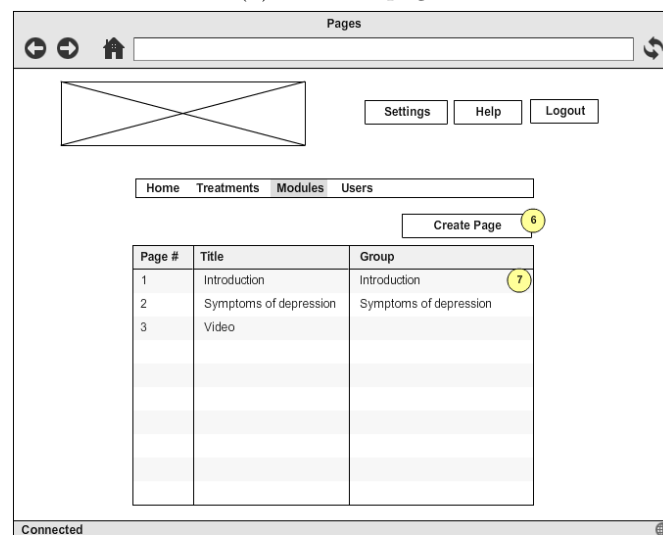 Pages
Settings Help Logout
Home Treatments Modules Users
Create Page 6
Page # Title Group
1 Introduction Introduction 7
2 Symptoms of depression Symptoms of depression
3 Video
Connected